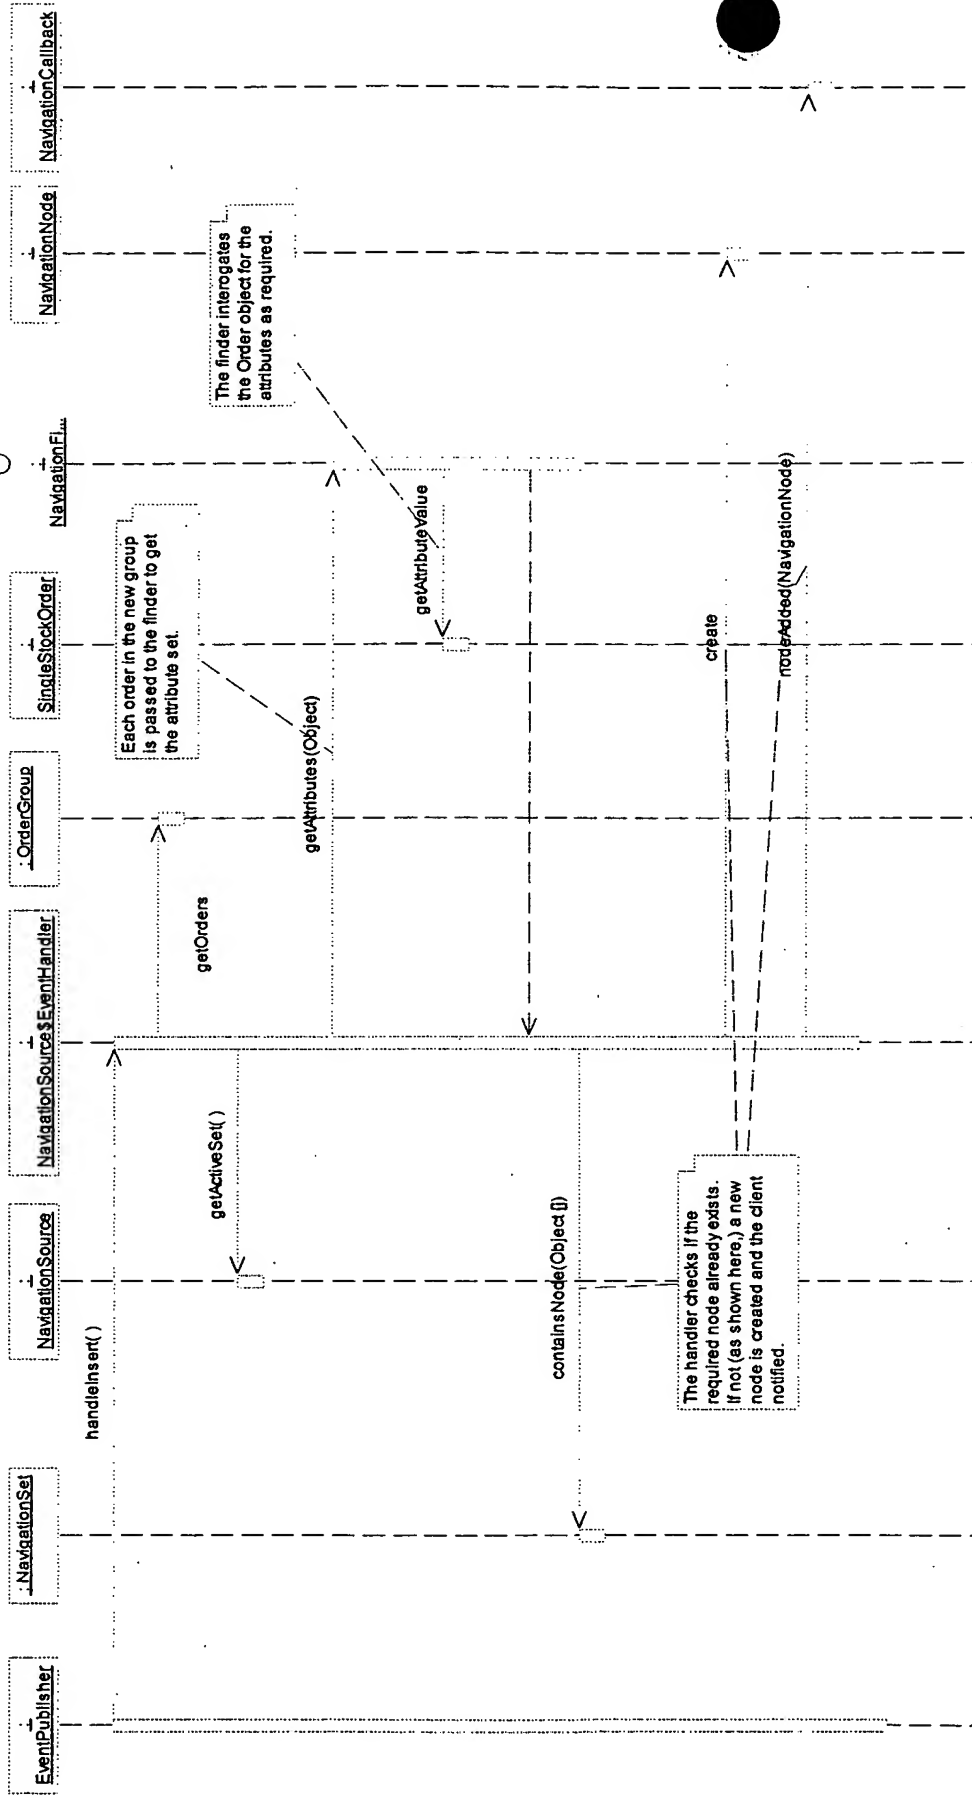 EventPublisher
: NavigationSet
NavigationSource
NavigationSource$EventHandler
: OrderGroup
SingleStockOrder
NavigationFi...
NavigationNode
NavigationCallback
handleInsert( )
getOrders
Each order in the new group
is passed to the finder to get
the attribute set.
getActiveSet( )
The finder interogates
the Order object for the
attributes as required.
getAttributes(Object)
getAttributeValue
containsNode(Object [])
The handler checks if the
required node already exists.
If not (as shown here,) a new
node is created and the client
notified.
create
nodeAdded(NavigationNode)